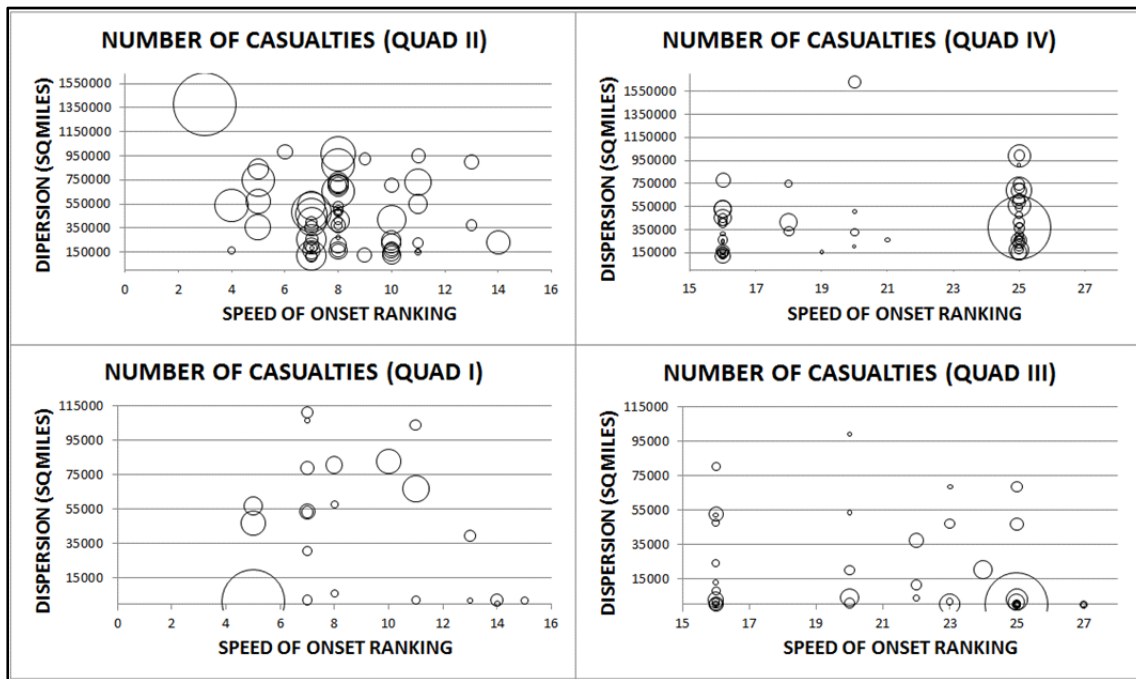 NUMBER OF CASUALTIES (QUAD II)
DIPERSION (SQMILES)
1550000
1350000
1150000
950000
750000
550000
350000
150000
0 2 4 6 8 10 12 14 16
SPEED OF ONSET RANKING
NUMBER OF CASUALTIES (QUAD IV)
DISPERSION (SQMILES)
1550000
1350000
1150000
950000
750000
550000
350000
150000
15 17 19 21 23 25 27
SPEED OF ONSET RANKING
NUMBER OF CASUALTIES (QUAD I)
DISPERSION (SQMILES)
115000
95000
75000
55000
35000
15000
0 2 4 6 8 10 12 14 16
SPEED OF ONSET RANKING
NUMBER OF CASUALTIES (QUAD III)
DISPERSION (SQMILES)
115000
95000
75000
55000
35000
15000
15 17 19 21 23 25 27
SPEED OF ONSET RANKING